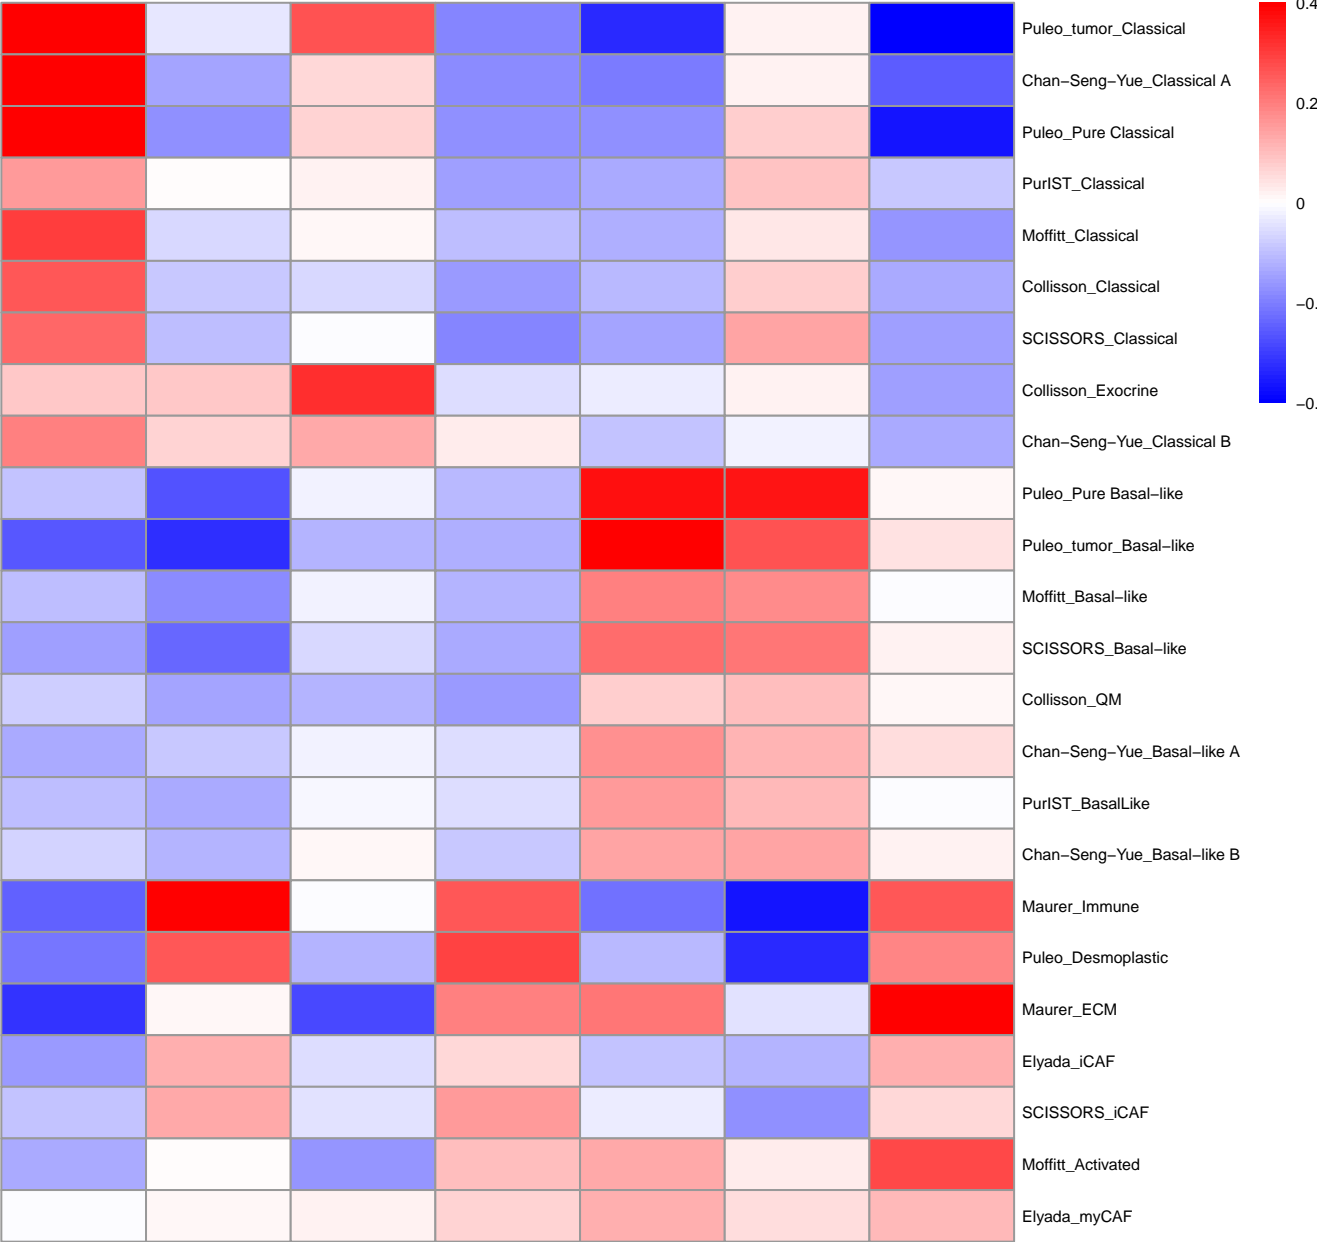 0.4
Puleo_tumor_Classical
Chan−Seng−Yue_Classical A
0.2
Puleo_Pure Classical
PurIST_Classical
0
Moffitt_Classical
Collisson_Classical
−0.
SCISSORS_Classical
Collisson_Exocrine
−0.
Chan−Seng−Yue_Classical B
Puleo_Pure Basal−like
Puleo_tumor_Basal−like
Moffitt_Basal−like
SCISSORS_Basal−like
Collisson_QM
Chan−Seng−Yue_Basal−like A
PurIST_BasalLike
Chan−Seng−Yue_Basal−like B
Maurer_Immune
Puleo_Desmoplastic
Maurer_ECM
Elyada_iCAF
SCISSORS_iCAF
Moffitt_Activated
Elyada_myCAF